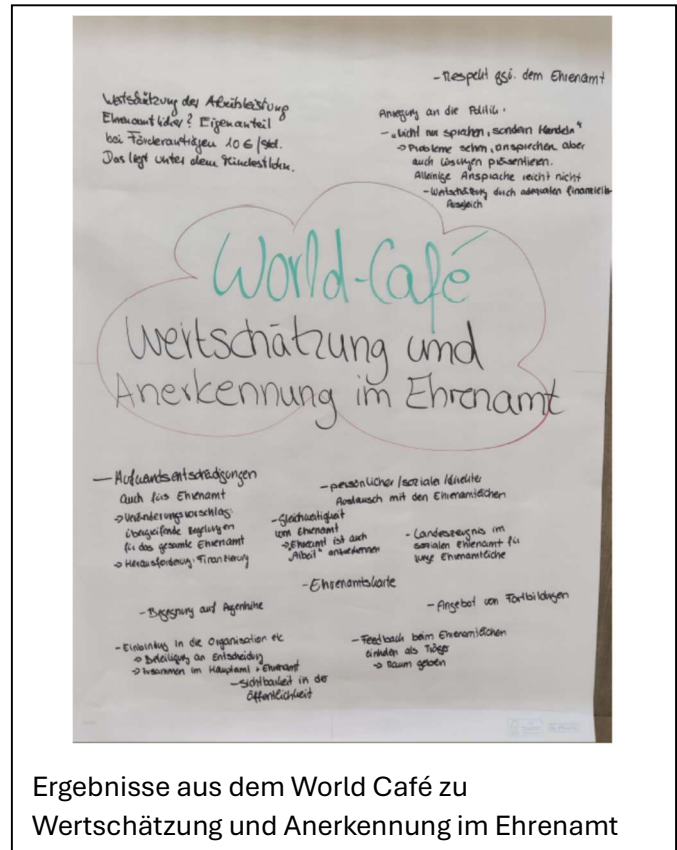 Wertschätzung der Arbeitsleistung
Ehrenamtlicher? Eigenanteil
bei Förderanträgen 10 € / Std.
Das liegt unter dem Mindestlohn.
- Respekt ggü. dem Ehrenamt
Anregung an die Politik:
- "Nicht nur sprechen, sondern Handeln"
→ Probleme sehen, ansprechen aber
auch Lösungen präsentieren.
Alleinige Ansprache reicht nicht
- Wertschätzung durch adäquaten finanziellen
Ausgleich
World-Café
Wertschätzung und
Anerkennung im Ehrenamt
- Aufwandsentschädigungen
auch fürs Ehrenamt
übergreifende Regelungen
für das gesamte Ehrenamt
→ Herausforderung: Finanzierung
- persönlicher / sozialer / direkter
Austausch mit den Ehrenamtlichen
- Gleichwertigkeit
vom Ehrenamt
→ Ehrenamt ist auch
"Arbeit" anerkennen
- Landeszeugnis im
sozialen Ehrenamt für
junge Ehrenamtliche
- Ehrenamtskarte
- Begegnung auf Augenhöhe
- Angebot von Fortbildungen
- Einbindung in die Organisation etc
→ Beteiligung an Entscheidung
→ zusammen im Hauptamt + Ehrenamt
- Feedback beim Ehrenamtlichen
einholen als Träger
→ Raum geben
- Sichtbarkeit in der
Öffentlichkeit
Ergebnisse aus dem World Café zu
Wertschätzung und Anerkennung im Ehrenamt